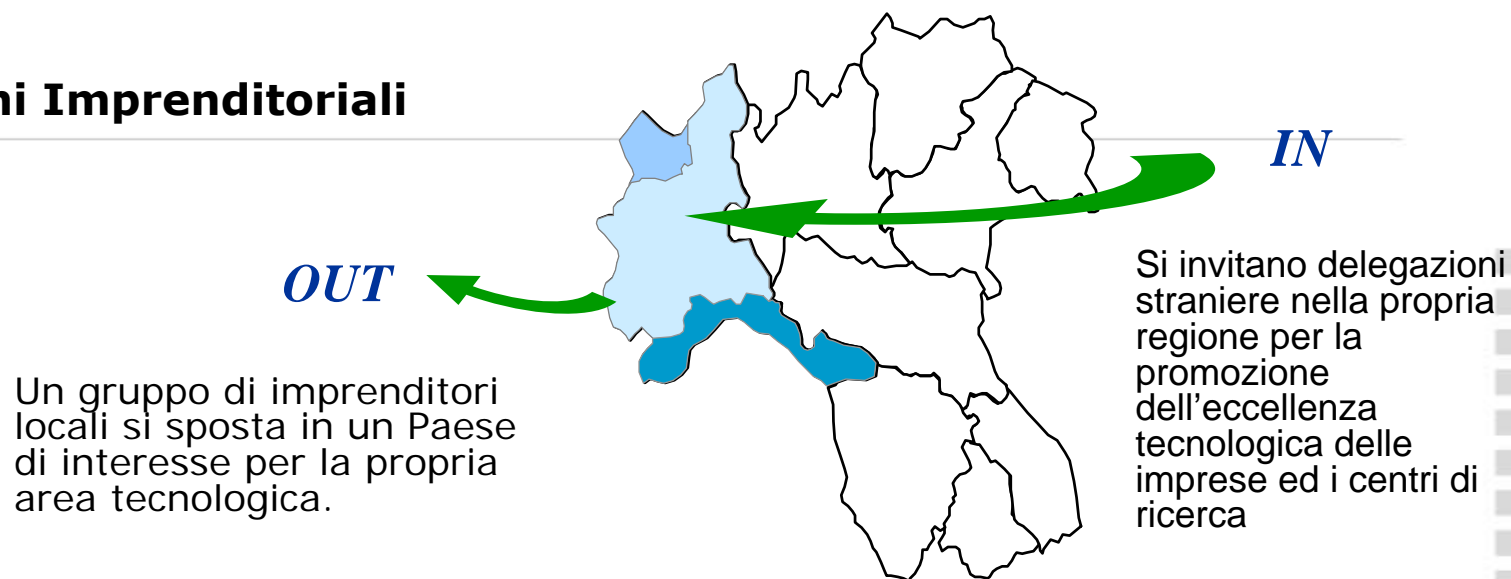 ni Imprenditoriali
IN
OUT
Si invitano delegazioni
straniere nella propria
regione per la
promozione
dell'eccellenza
tecnologica delle
imprese ed i centri di
ricerca
Un gruppo di imprenditori
locali si sposta in un Paese
di interesse per la propria
area tecnologica.